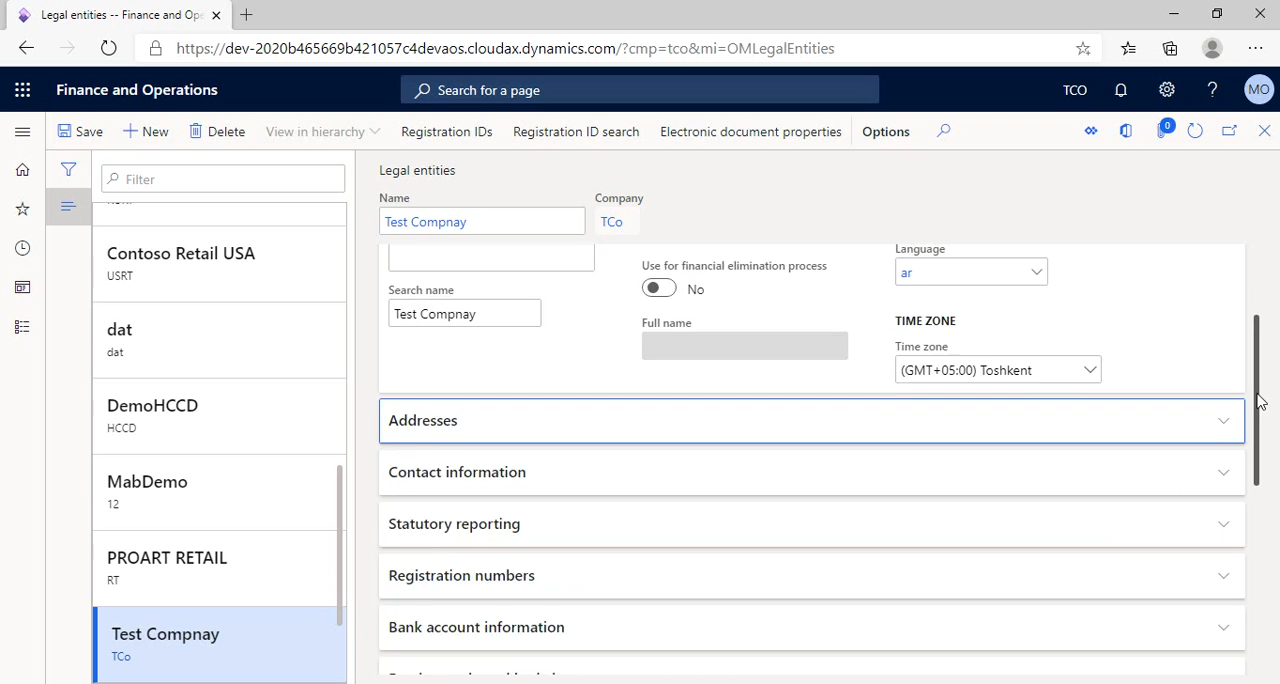 Legal entities -- Finance and Ope
https://dev-2020b465669b421057c4devaos.cloudax.dynamics.com/?cmp=tco&mi=OMLegalEntities
Finance and Operations
Search for a page
TCO
MO
Save
New
Delete
View in hierarchy
Registration IDs
Registration ID search
Electronic document properties
Options
0
Filter
Legal entities
Name
Company
Test Compnay
TCo
Contoso Retail USA
USRT
dat
dat
DemoHCCD
HCCD
MabDemo
12
PROART RETAIL
RT
Test Compnay
TCo
Search name
Test Compnay
Use for financial elimination process
No
Full name
Language
ar
TIME ZONE
Time zone
(GMT+05:00) Toshkent
Addresses
Contact information
Statutory reporting
Registration numbers
Bank account information